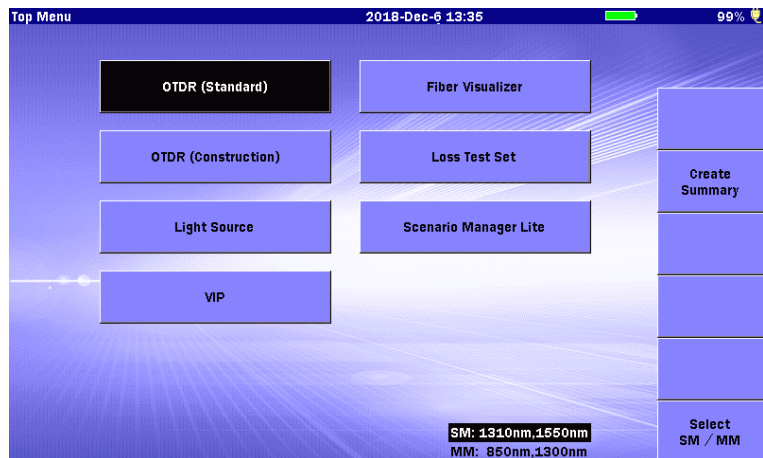 Top Menu 2018-Dec-6 13:35 99%
OTDR (Standard) Fiber Visualizer
OTDR (Construction) Loss Test Set
Create
Summary
Light Source Scenario Manager Lite
VIP
SM: 1310nm,1550nm
MM: 850nm,1300nm
Select
SM / MM